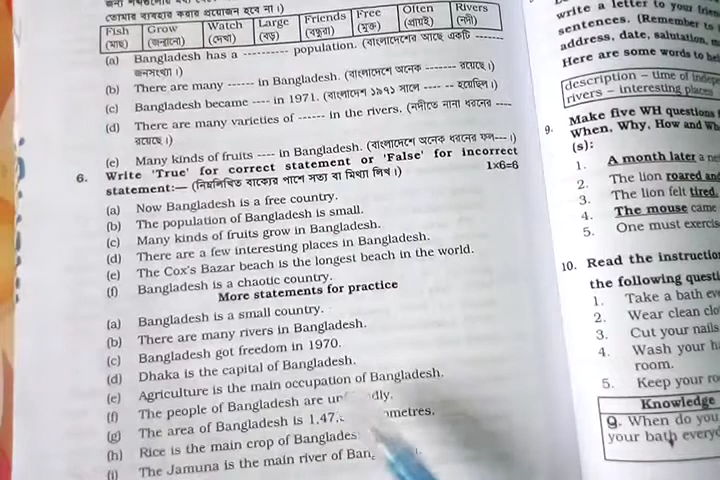 তোমার ব্যবহার করার প্রয়োজন হবে না।)
Fish Grow Watch Large Friends Free Often Rivers
(মাছ) (জন্মানো) (দেখা) (বড়) (বন্ধুরা) (মুক্ত) (প্রায়ই) (নদী)
(a) Bangladesh has a ---------- population. (বাংলাদেশের আছে একটি -------
জনসংখ্যা।)
(b) There are many ------ in Bangladesh. (বাংলাদেশে অনেক ------- রয়েছে।)
(c) Bangladesh became ---- in 1971. (বাংলাদেশ ১৯৭১ সালে ---- -- হয়েছিল।)
(d) There are many varieties of ------ in the rivers. (নদীতে নানা ধরনের ----
রয়েছে।)
(e) Many kinds of fruits ---- in Bangladesh. (বাংলাদেশে অনেক ধরনের ফল---।)
6. Write 'True' for correct statement or 'False' for incorrect
statement:— (নিম্নলিখিত বাক্যের পাশে সত্য বা মিথ্যা লিখ।) 1x6=6
(a) Now Bangladesh is a free country.
(b) The population of Bangladesh is small.
(c) Many kinds of fruits grow in Bangladesh.
(d) There are a few interesting places in Bangladesh.
(e) The Cox's Bazar beach is the longest beach in the world.
(f) Bangladesh is a chaotic country.
More statements for practice
(a) Bangladesh is a small country.
(b) There are many rivers in Bangladesh.
(c) Bangladesh got freedom in 1970.
(d) Dhaka is the capital of Bangladesh.
(e) Agriculture is the main occupation of Bangladesh.
(f) The people of Bangladesh are
(g) The area of Bangladesh is 1.47,
(h) Rice is the main crop of
(i) The Jamuna is the main river of
write a letter to your
sentences. (Remember to
address, date, salutation,
Here are some words to
description – time of
rivers – interesting places
9. Make five WH questions
When, Why, How and
(s):
1. A month later a
2. The lion roared and
3. The lion felt tired.
4. The mouse came
5. One must
10. Read the
the following
1. Take a bath
2. Wear clean
3. Cut your nails
4. Wash your
room.
5. Keep your
Knowledge
Q. When do you
your bath